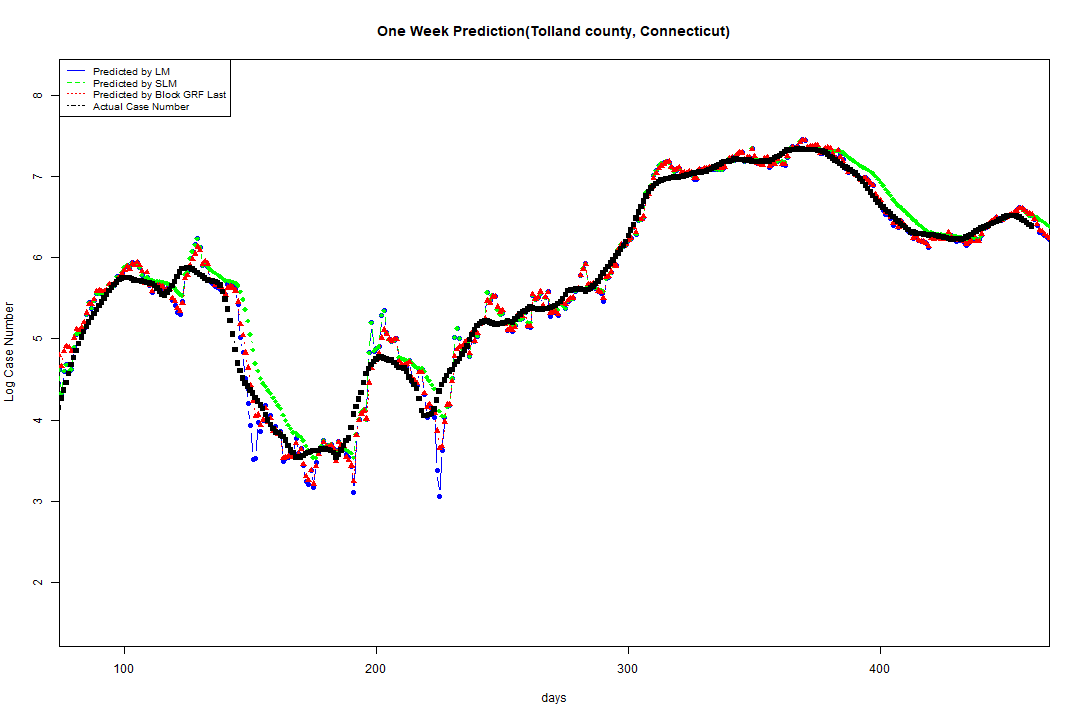 One Week Prediction(Tolland county, Connecticut)
Predicted by LM
Predicted by SLM
Predicted by Block GRF Last
Actual Case Number
8
7
6
5
4
3
2
Log Case Number
100 200 300 400
days